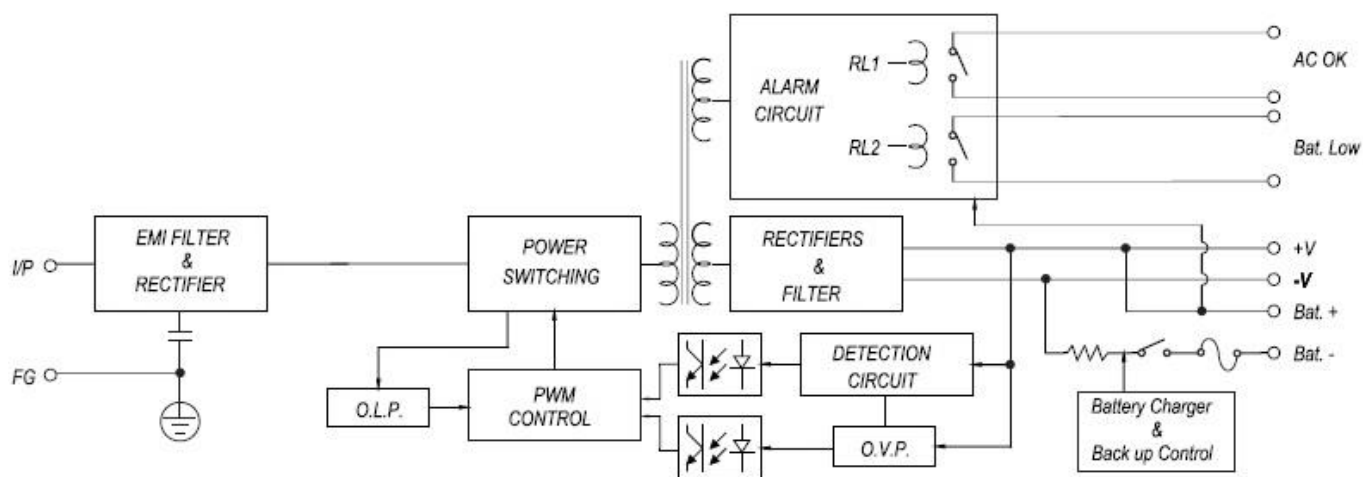 RL1
AC OK
ALARM
CIRCUIT
RL2
Bat. Low
EMI FILTER
&
RECTIFIER
POWER
SWITCHING
RECTIFIERS
&
FILTER
I/P
+V
-V
Bat. +
Bat. -
FG
O.L.P.
PWM
CONTROL
DETECTION
CIRCUIT
O.V.P.
Battery Charger
&
Back up Control